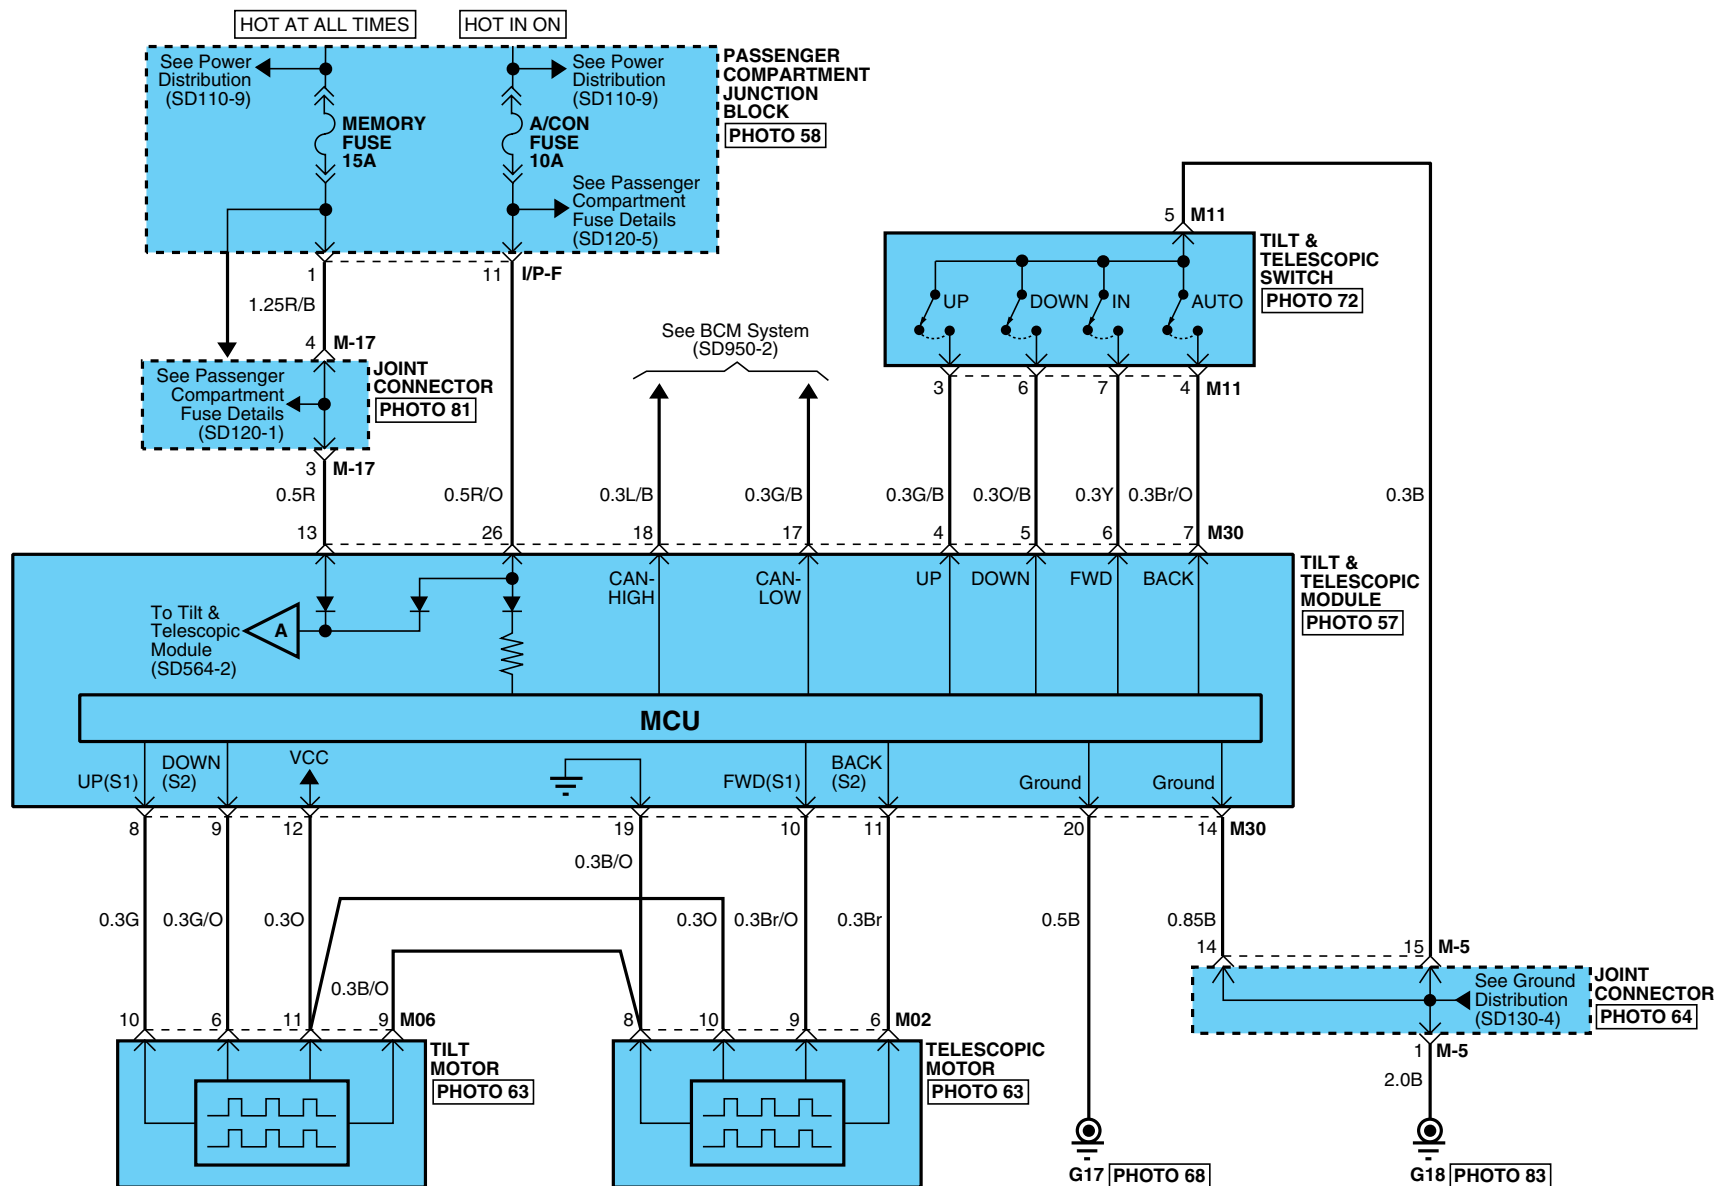 HOT AT ALL TIMES
HOT IN ON
See Power
Distribution
(SD110-9)
See Power
Distribution
(SD110-9)
PASSENGER
COMPARTMENT
JUNCTION
BLOCK
PHOTO 58
MEMORY
FUSE
15A
A/CON
FUSE
10A
See Passenger
Compartment
Fuse Details
(SD120-5)
1
11
I/P-F
1.25R/B
4
M-17
See Passenger
Compartment
Fuse Details
(SD120-1)
JOINT
CONNECTOR
PHOTO 81
3
M-17
See BCM System
(SD950-2)
5
M11
TILT &
TELESCOPIC
SWITCH
PHOTO 72
UP
DOWN
IN
AUTO
3
6
7
4
M11
0.5R
0.5R/O
0.3L/B
0.3G/B
0.3G/B
0.3O/B
0.3Y
0.3Br/O
0.3B
13
26
18
17
4
5
6
7
M30
CAN-
HIGH
CAN-
LOW
UP
DOWN
FWD
BACK
TILT &
TELESCOPIC
MODULE
PHOTO 57
To Tilt &
Telescopic
Module
(SD564-2)
A
MCU
UP(S1)
DOWN
(S2)
VCC
FWD(S1)
BACK
(S2)
Ground
Ground
8
9
12
19
10
11
20
14
M30
0.3B/O
0.3G
0.3G/O
0.3O
0.3O
0.3Br/O
0.3Br
0.5B
0.85B
0.3B/O
14
15
M-5
10
6
11
9
M06
8
10
9
6
M02
See Ground
Distribution
(SD130-4)
JOINT
CONNECTOR
PHOTO 64
1
M-5
2.0B
TILT
MOTOR
PHOTO 63
TELESCOPIC
MOTOR
PHOTO 63
G17
PHOTO 68
G18
PHOTO 83